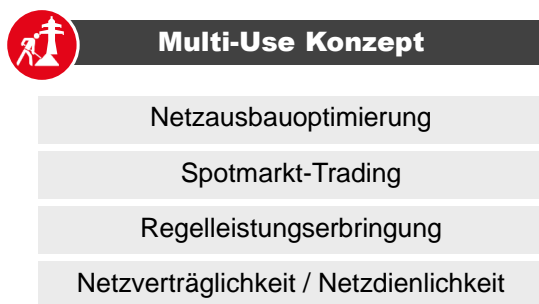 Multi-Use Konzept
Netzausbauoptimierung
Spotmarkt-Trading
Regelleistungserbringung
Netzverträglichkeit / Netzdienlichkeit